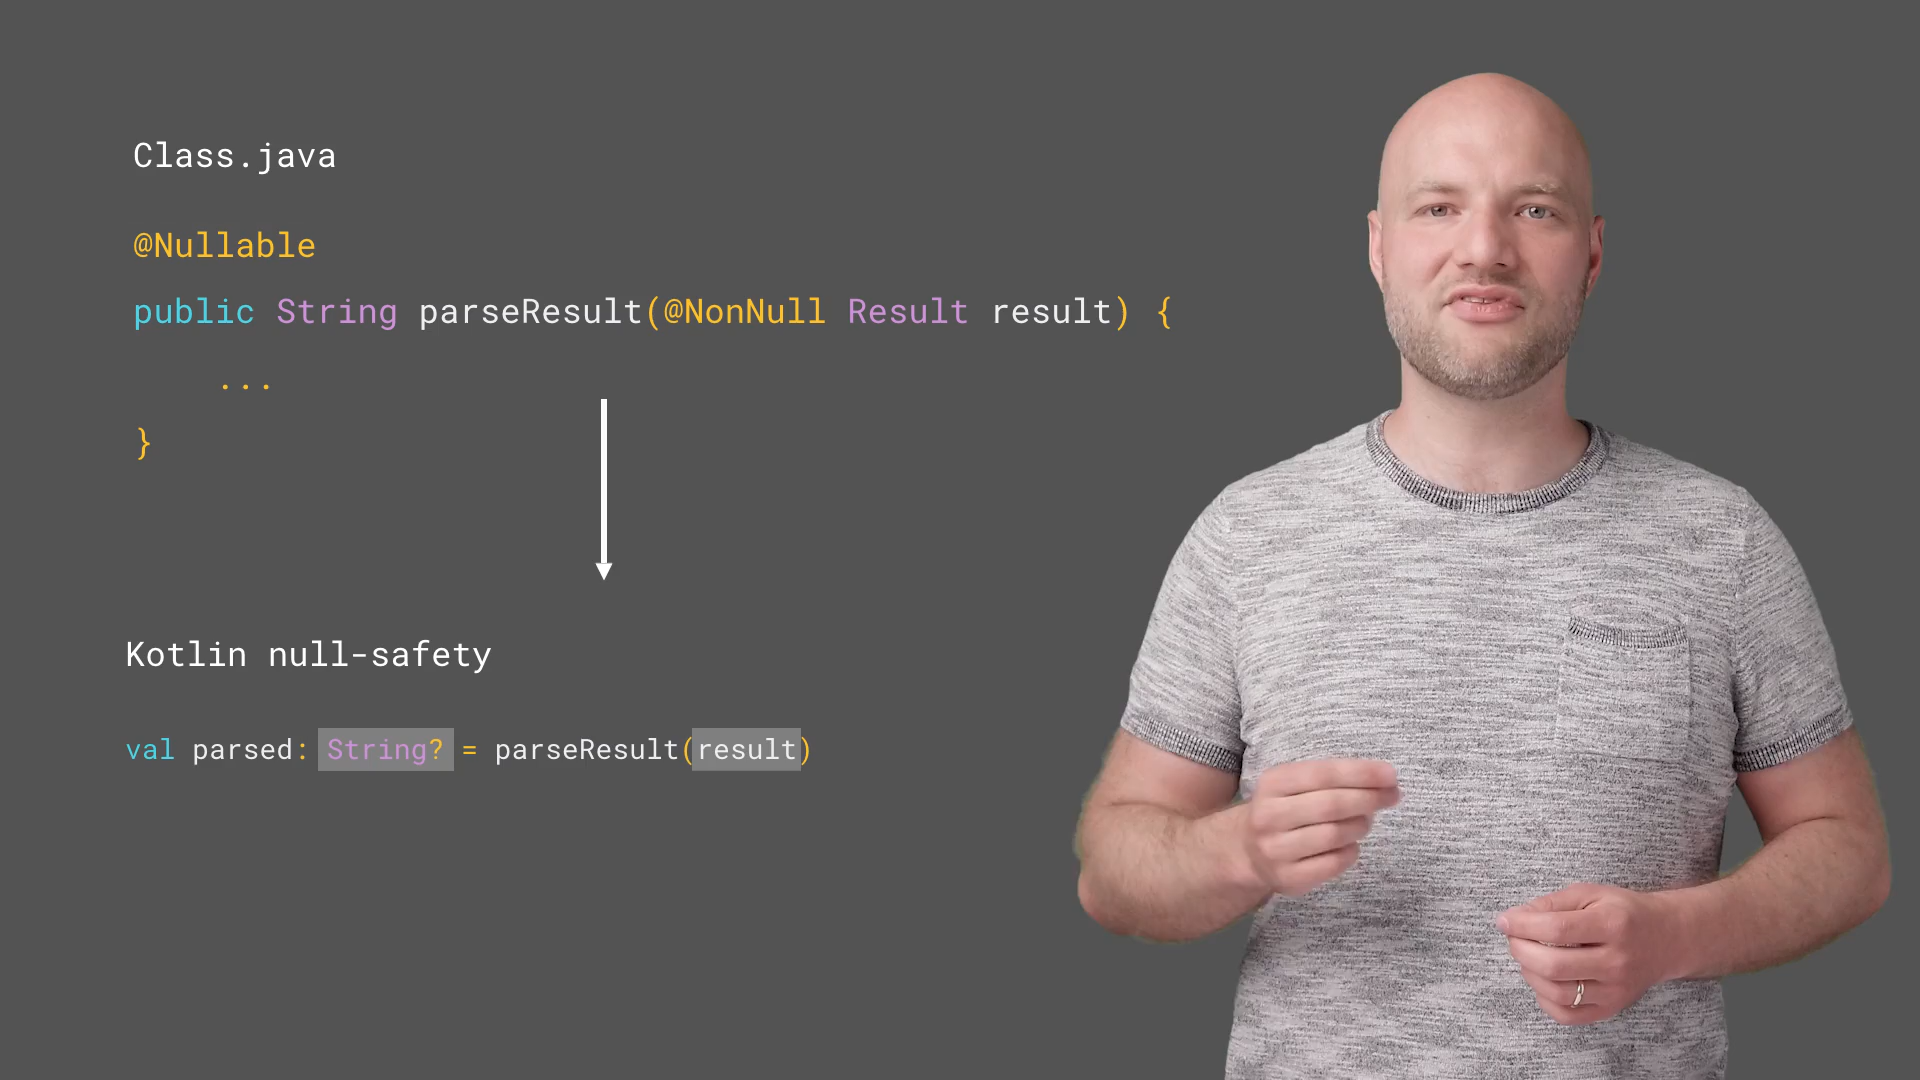 Class.java
@Nullable
public String parseResult(@NonNull Result result) {
...
}
Kotlin null-safety
val parsed: String? = parseResult(result)